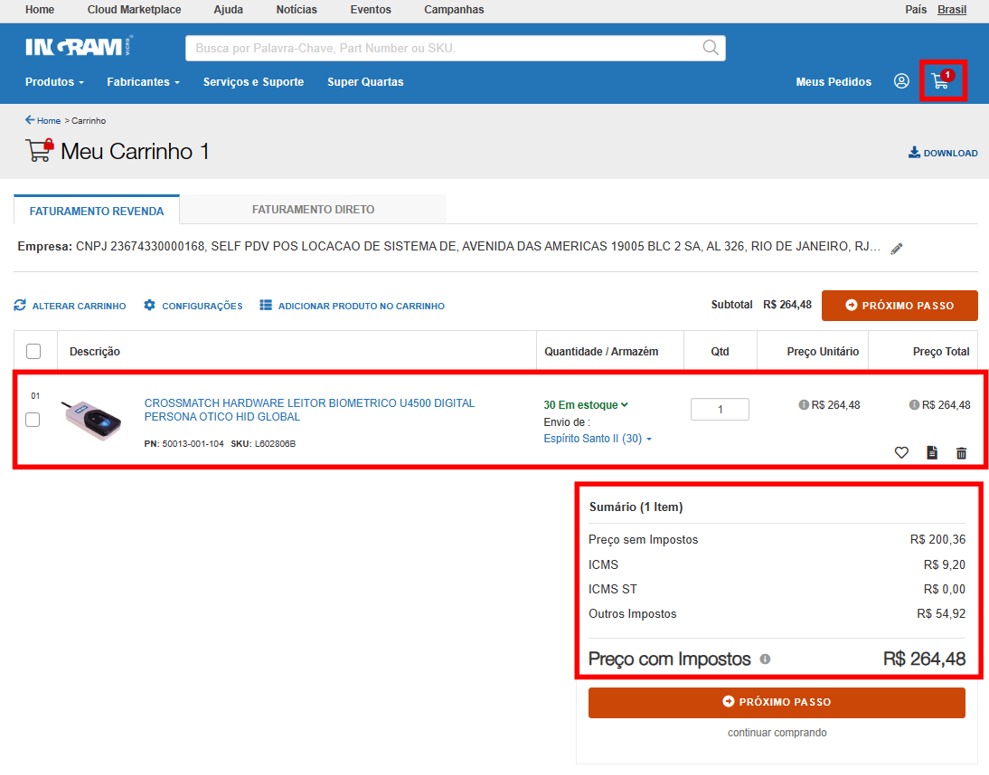 Home Cloud Marketplace Ajuda Notícias Eventos Campanhas País Brasil
INGRAM MICRO
Busca por Palavra-Chave, Part Number ou SKU.
Produtos Fabricantes Serviços e Suporte Super Quartas Meus Pedidos 1
Home > Carrinho
Meu Carrinho 1
DOWNLOAD
FATURAMENTO REVENDA FATURAMENTO DIRETO
Empresa: CNPJ 23674330000168, SELF PDV POS LOCACAO DE SISTEMA DE, AVENIDA DAS AMERICAS 19005 BLC 2 SA, AL 326, RIO DE JANEIRO, RJ...
ALTERAR CARRINHO CONFIGURAÇÕES ADICIONAR PRODUTO NO CARRINHO Subtotal R$ 264,48 PRÓXIMO PASSO
Descrição Quantidade / Armazém Qtd Preço Unitário Preço Total
01
CROSSMATCH HARDWARE LEITOR BIOMETRICO U4500 DIGITAL
PERSONA OTICO HID GLOBAL
PN: 50013-001-104 SKU: L602806B
30 Em estoque
Envio de :
Espírito Santo II (30)
1
R$ 264,48
R$ 264,48
Sumário (1 Item)
Preço sem Impostos R$ 200,36
ICMS R$ 9,20
ICMS ST R$ 0,00
Outros Impostos R$ 54,92
Preço com Impostos R$ 264,48
PRÓXIMO PASSO
continuar comprando